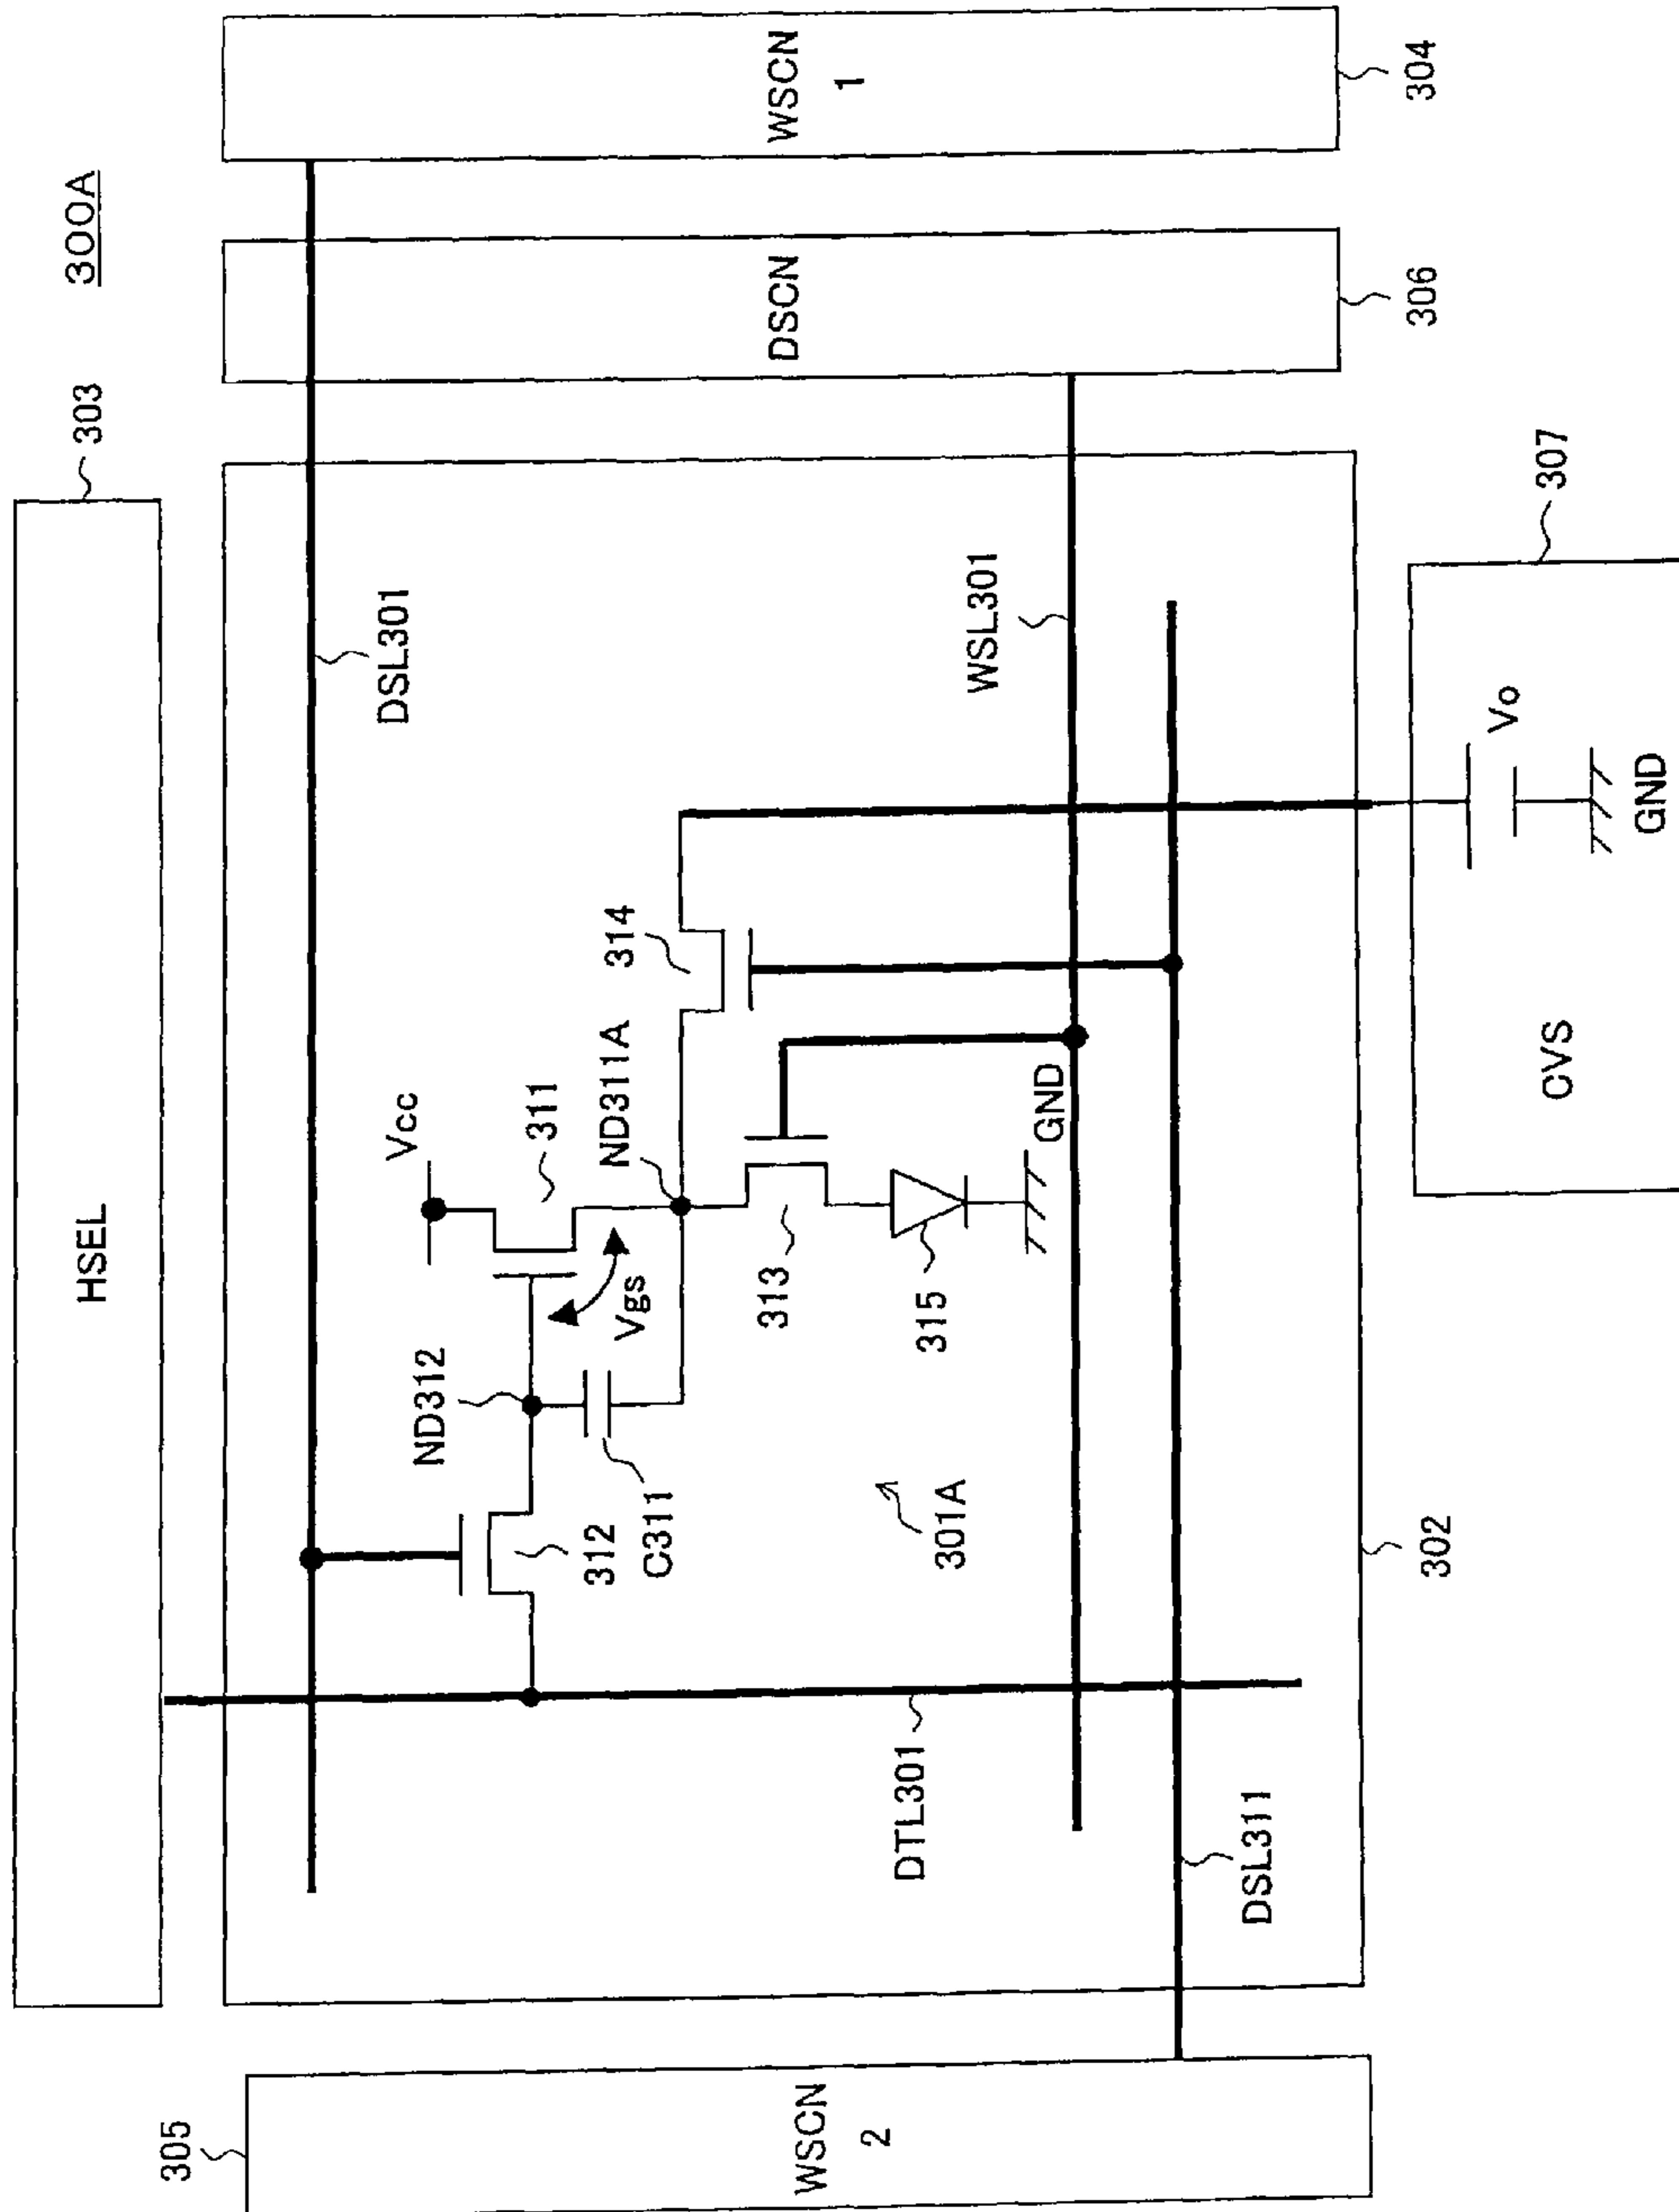 300A
303
HSEL
305
WSCN
2
WSCN
1
304
DSCN
306
DSL301
Vcc
311
ND312
ND311A
314
Vgs
312
C311
313
315
GND
WSL301
301A
DTL301
DSL311
302
307
CVS
Vo
GND